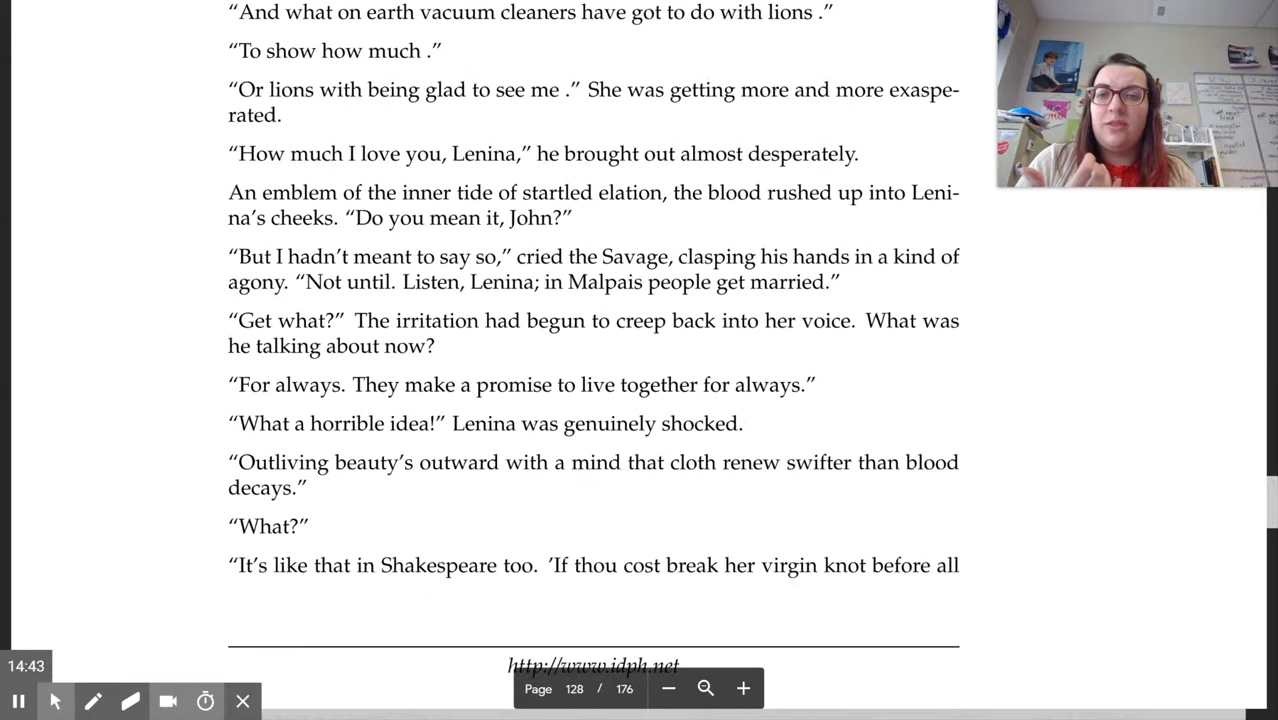 “And what on earth vacuum cleaners have got to do with lions .”
“To show how much .”
“Or lions with being glad to see me .” She was getting more and more exaspe-
rated.
“How much I love you, Lenina,” he brought out almost desperately.
An emblem of the inner tide of startled elation, the blood rushed up into Leni-
na’s cheeks. “Do you mean it, John?”
“But I hadn’t meant to say so,” cried the Savage, clasping his hands in a kind of
agony. “Not until. Listen, Lenina; in Malpais people get married.”
“Get what?” The irritation had begun to creep back into her voice. What was
he talking about now?
“For always. They make a promise to live together for always.”
“What a horrible idea!” Lenina was genuinely shocked.
“Outliving beauty’s outward with a mind that cloth renew swifter than blood
decays.”
“What?”
“It’s like that in Shakespeare too. ’If thou cost break her virgin knot before all
http://www.idph.net
Page 128 / 176
14:43